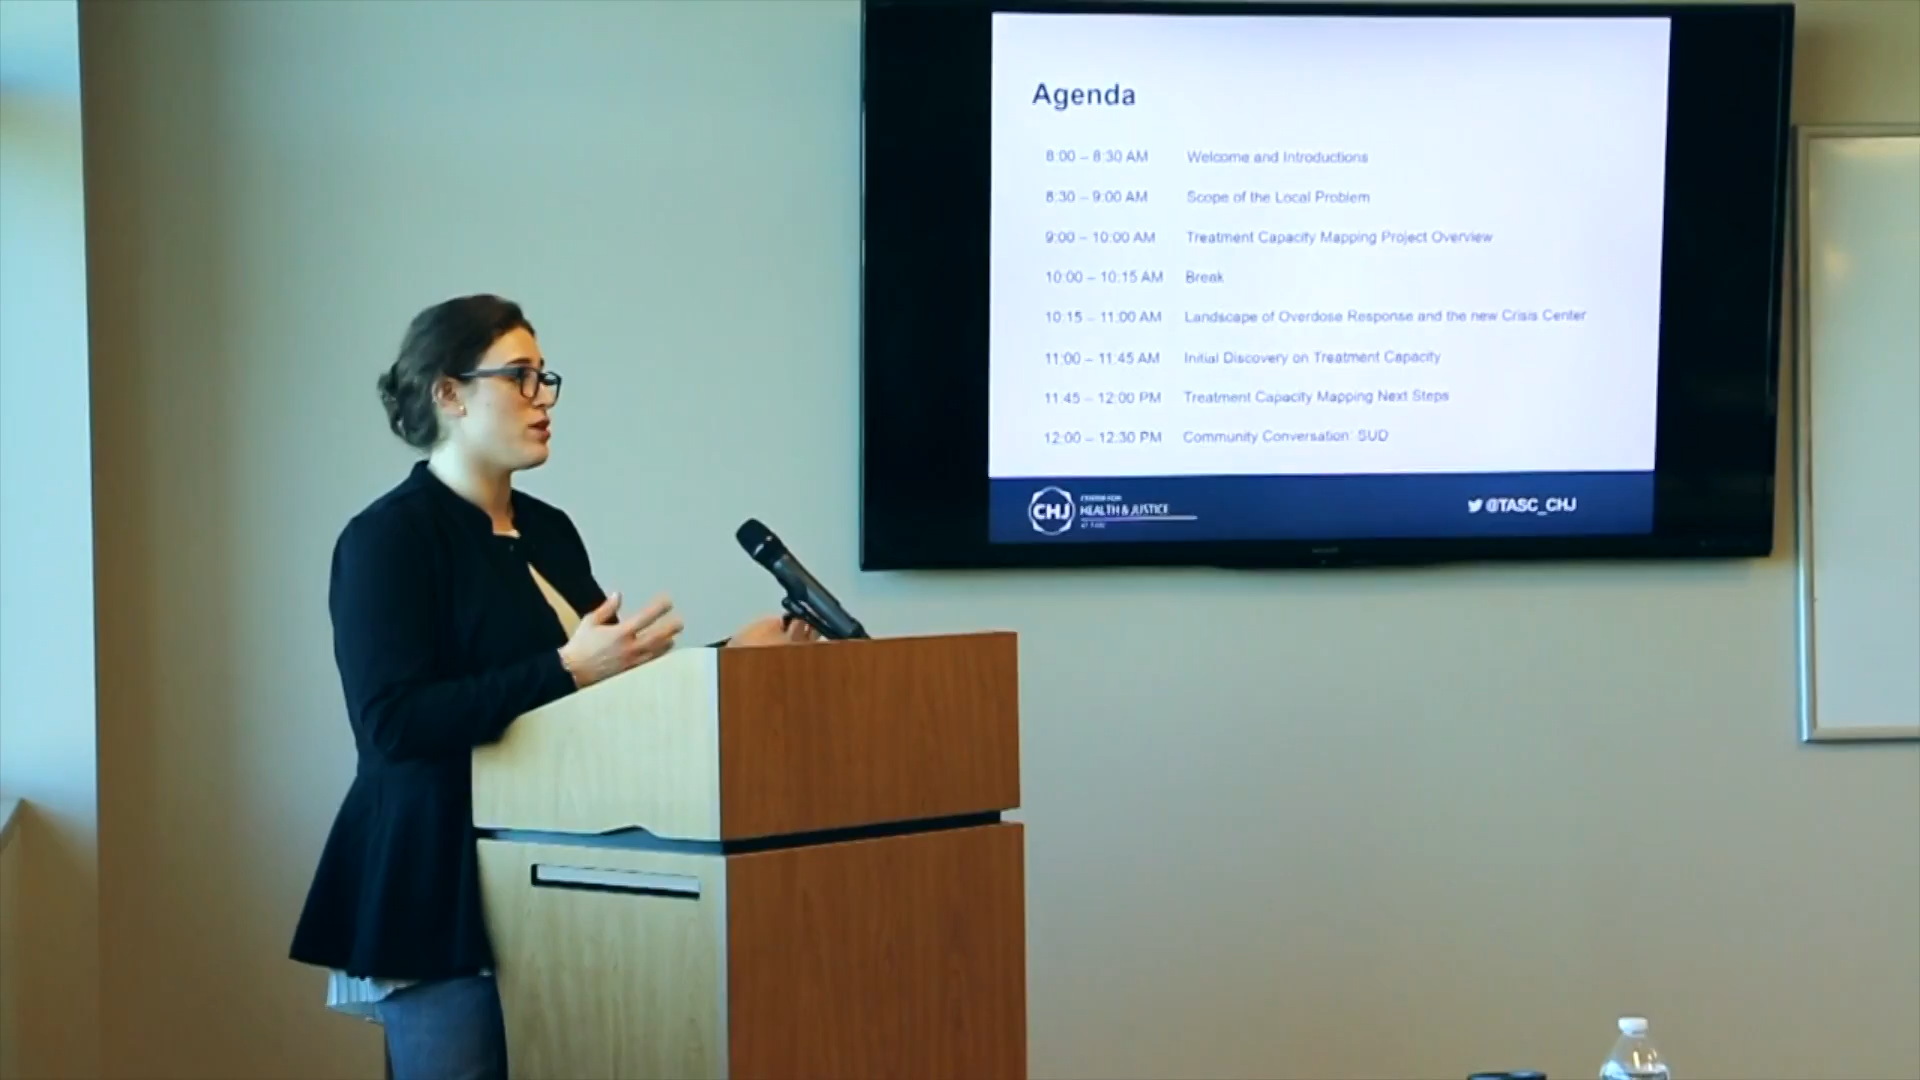 Agenda
8:00 – 8:30 AM Welcome and Introductions
8:30 – 9:00 AM Scope of the Local Problem
9:00 – 10:00 AM Treatment Capacity Mapping Project Overview
10:00 – 10:15 AM Break
10:15 – 11:00 AM Landscape of Overdose Response and the new Crisis Center
11:00 – 11:45 AM Initial Discovery on Treatment Capacity
11:45 – 12:00 PM Treatment Capacity Mapping Next Steps
12:00 – 12:30 PM Community Conversation: SUD
CHJ
CENTER FOR
HEALTH & JUSTICE
@TASC_CHJ